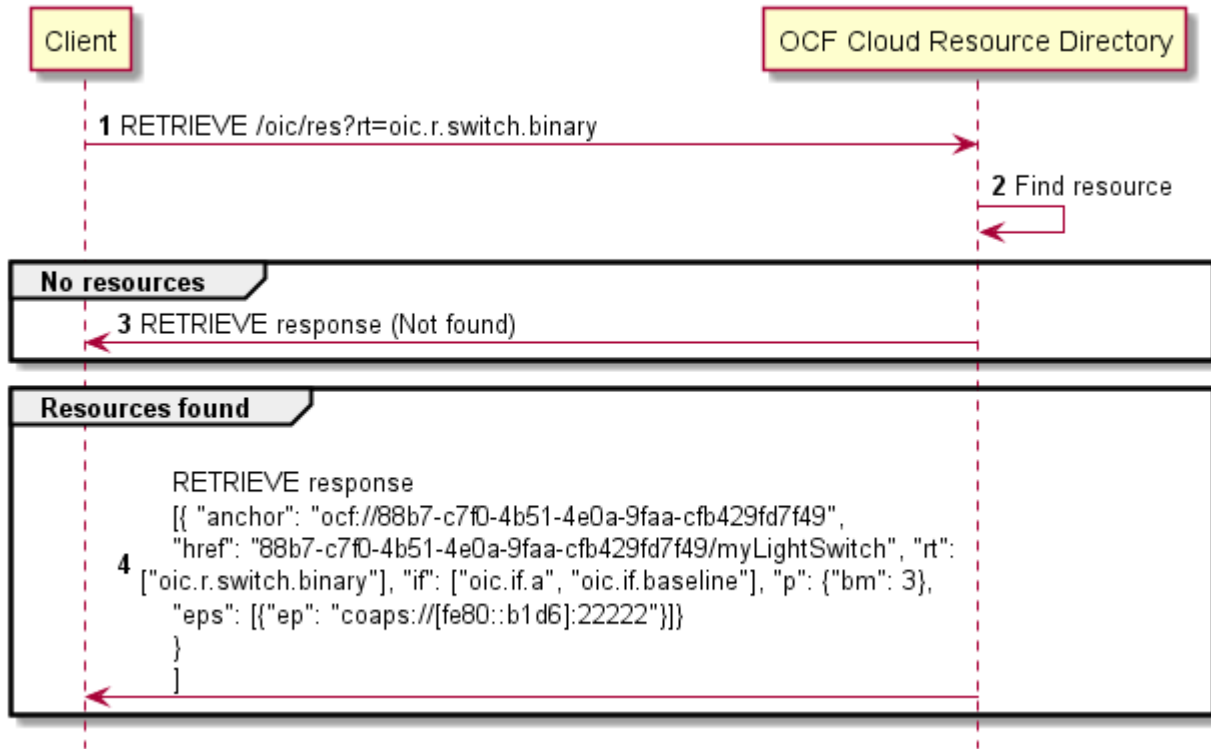 Client
OCF Cloud Resource Directory
1 RETRIEVE /oic/res?rt=oic.r.switch.binary
2 Find resource
No resources
3 RETRIEVE response (Not found)
Resources found
RETRIEVE response
[{ "anchor": "ocf://88b7-c7f0-4b51-4e0a-9faa-cfb429fd7f49",
"href": "88b7-c7f0-4b51-4e0a-9faa-cfb429fd7f49/myLightSwitch", "rt":
4 ["oic.r.switch.binary"], "if": ["oic.if.a", "oic.if.baseline"], "p": {"bm": 3},
"eps": [{"ep": "coaps://[fe80::b1d6]:22222"}]}
}
]